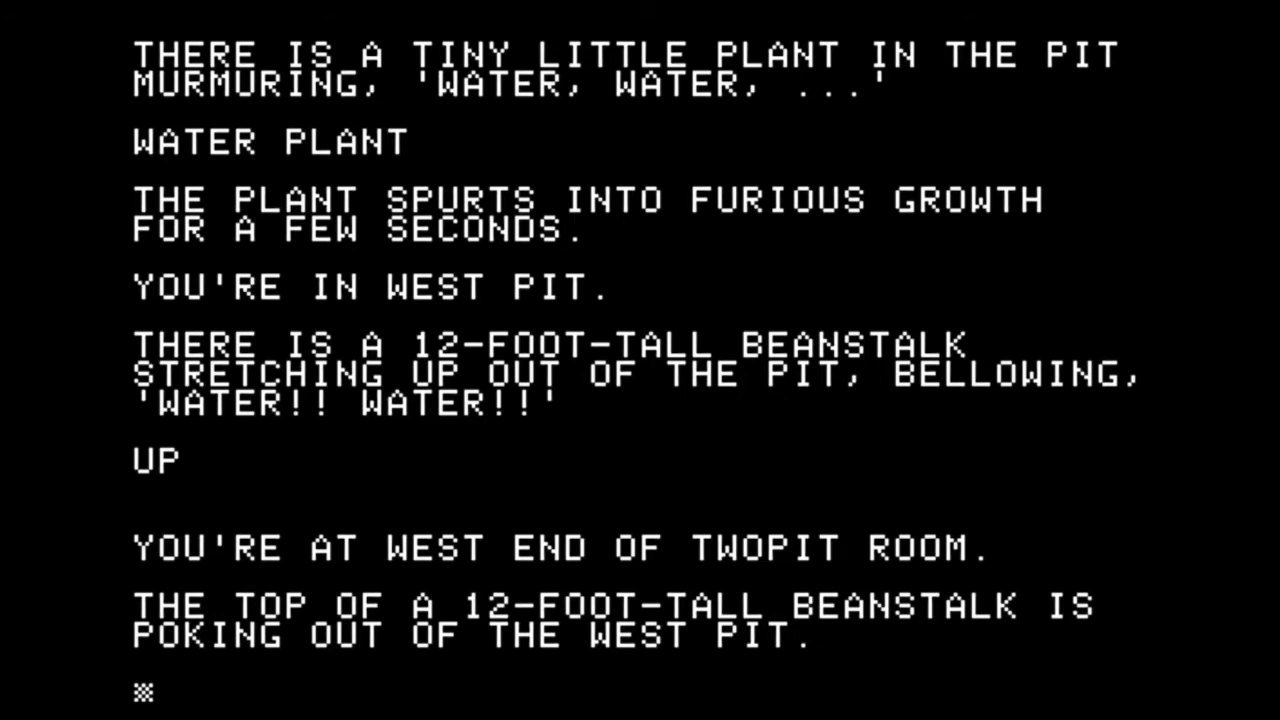 THERE IS A TINY LITTLE PLANT IN THE PIT
MURMURING, 'WATER, WATER, ...'
WATER PLANT
THE PLANT SPURTS INTO FURIOUS GROWTH
FOR A FEW SECONDS.
YOU'RE IN WEST PIT.
THERE IS A 12-FOOT-TALL BEANSTALK
STRETCHING UP OUT OF THE PIT, BELLOWING,
'WATER!! WATER!!'
UP
YOU'RE AT WEST END OF TWOPIT ROOM.
THE TOP OF A 12-FOOT-TALL BEANSTALK IS
POKING OUT OF THE WEST PIT.